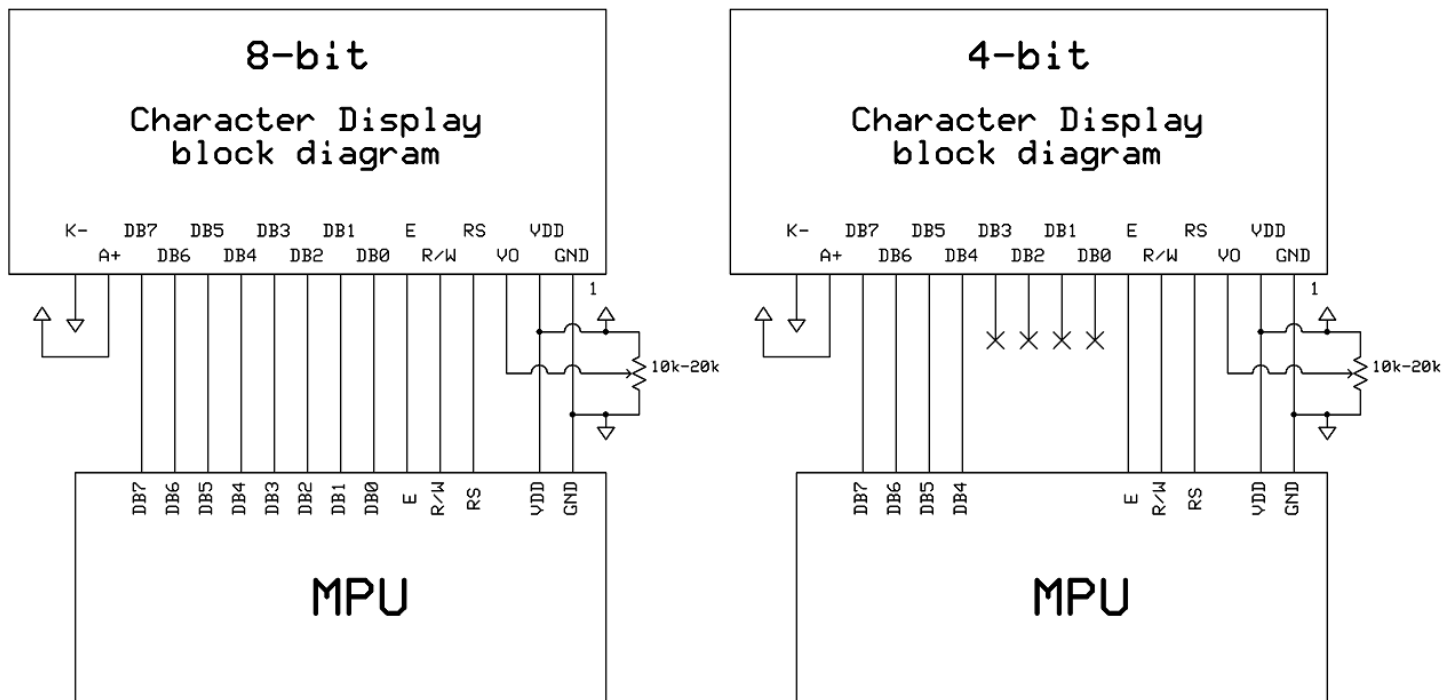 8-bit
Character Display
block diagram
K- DB7 DB5 DB3 DB1 E RS VDD
A+ DB6 DB4 DB2 DB0 R/W VO GND
1
10k-20k
DB7 DB6 DB5 DB4 DB3 DB2 DB1 DB0 E R/W RS VDD GND
MPU
4-bit
Character Display
block diagram
K- DB7 DB5 DB3 DB1 E RS VDD
A+ DB6 DB4 DB2 DB0 R/W VO GND
1
10k-20k
DB7 DB6 DB5 DB4 E R/W RS VDD GND
MPU